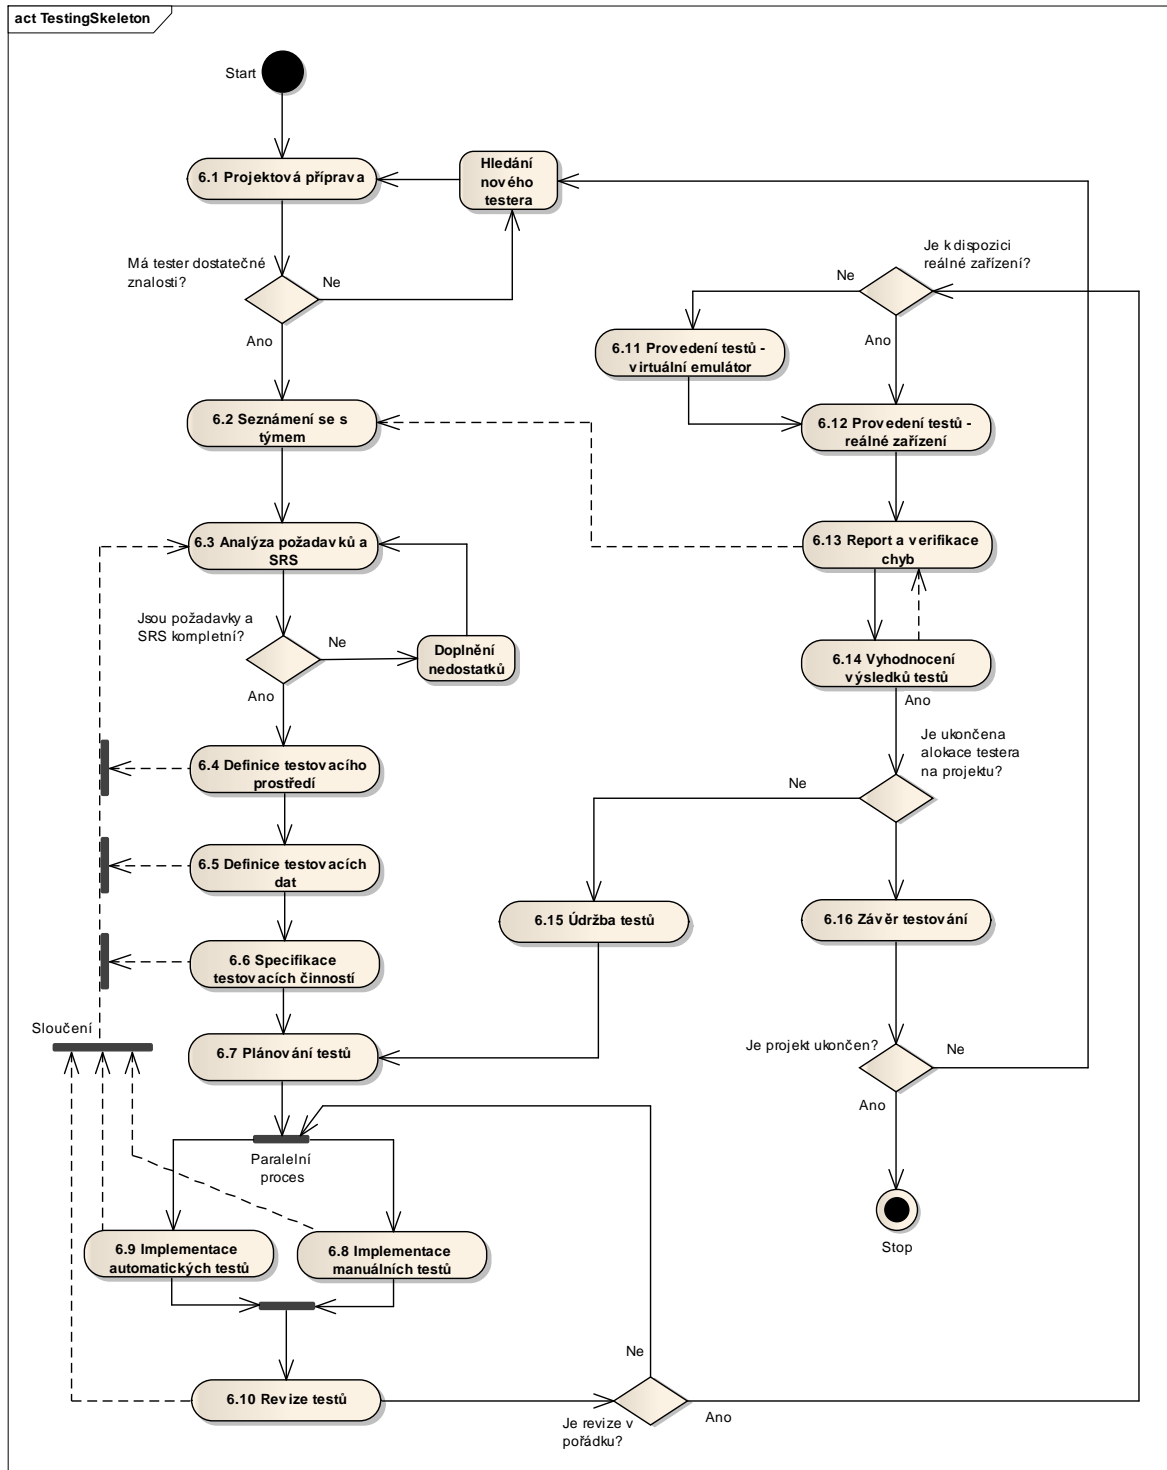 act TestingSkeleton
Start
6.1 Projektová příprava
Hledání
nového
testera
Má tester dostatečné
znalosti?
Ne
Ano
6.2 Seznámení se s
týmem
6.3 Analýza požadavků a
SRS
Jsou požadavky a
SRS kompletní?
Ne
Doplnění
nedostatků
Ano
6.4 Definice testovacího
prostředí
6.5 Definice testovacích
dat
6.6 Specifikace
testovacích činností
Sloučení
6.7 Plánování testů
Paralelní
proces
6.9 Implementace
automatických testů
6.8 Implementace
manuálních testů
6.10 Revize testů
Ne
Je revize v
pořádku?
Ano
Je k dispozici
reálné zařízení?
Ne
Ano
6.11 Provedení testů -
virtuální emulátor
6.12 Provedení testů -
reálné zařízení
6.13 Report a verifikace
chyb
6.14 Vyhodnocení
výsledků testů
Ano
Je ukončena
alokace testera
na projektu?
Ne
6.15 Údržba testů
6.16 Závěr testování
Je projekt ukončen?
Ne
Ano
Stop